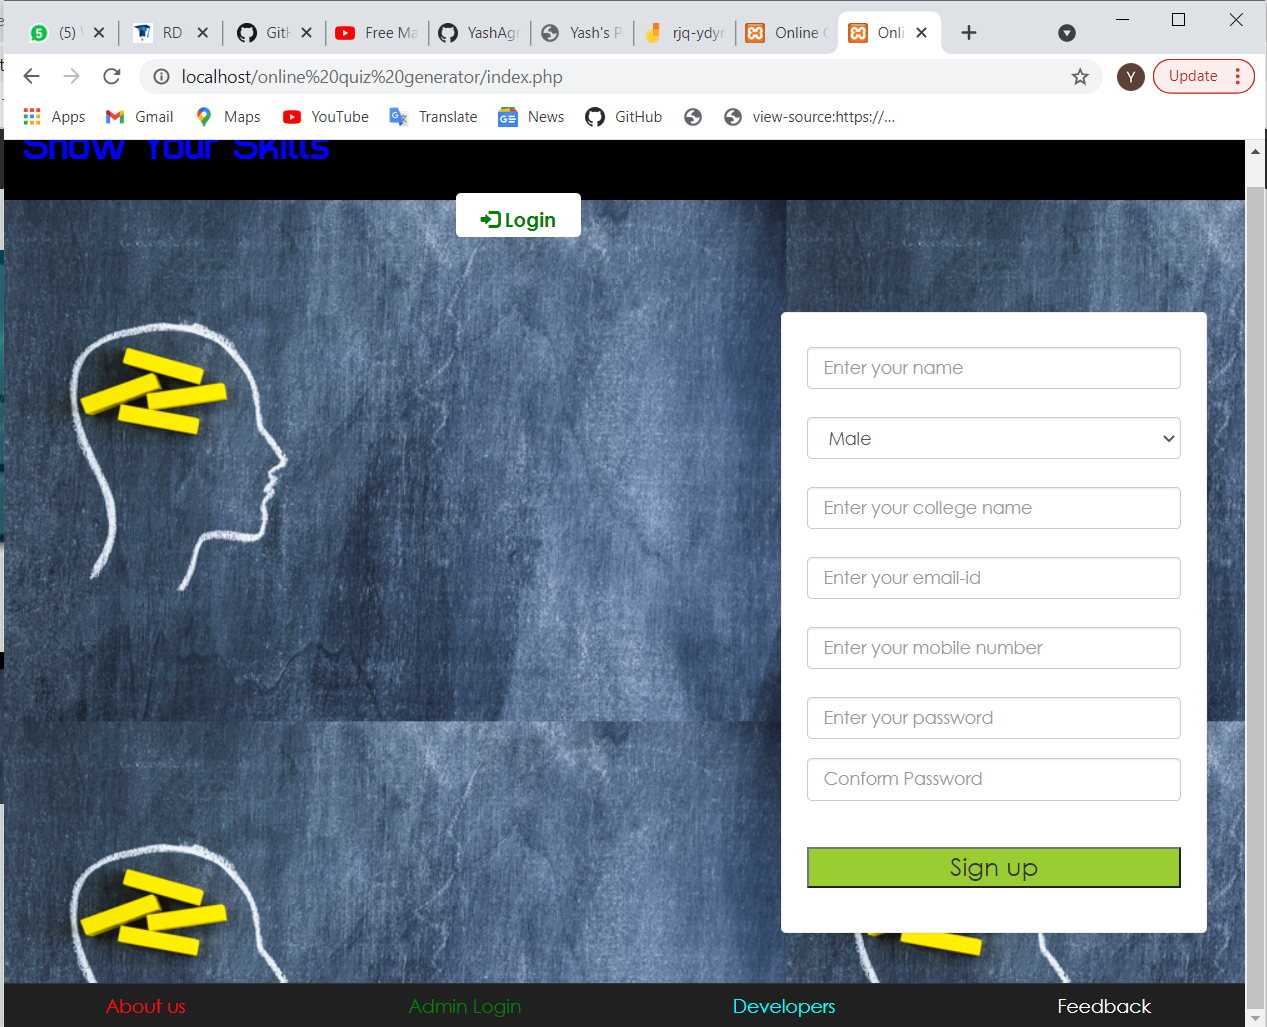 (5)
RD
Git
Free Ma
YashAg
Yash's P
rjq-ydy
Online
Onli
localhost/online%20quiz%20generator/index.php
Y
Update
Apps
Gmail
Maps
YouTube
Translate
News
GitHub
view-source:https://...
Show Your Skills
Login
Enter your name
Male
Enter your college name
Enter your email-id
Enter your mobile number
Enter your password
Conform Password
Sign up
About us
Admin Login
Developers
Feedback